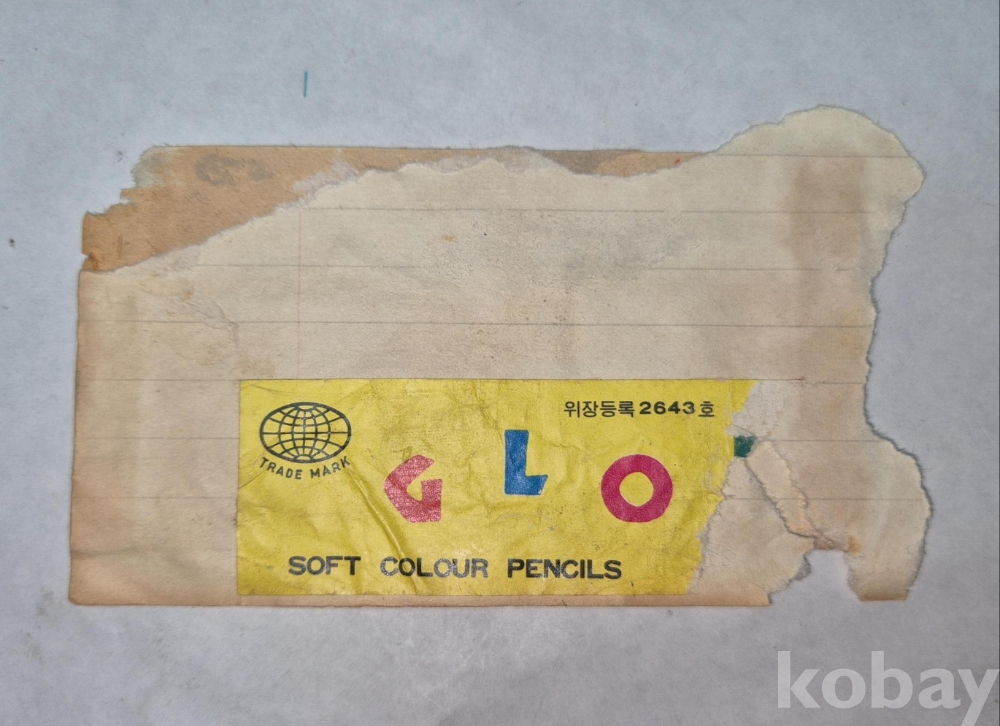 위장등록 2643 호
TRADE MARK
GLO
SOFT COLOUR PENCILS
kobay